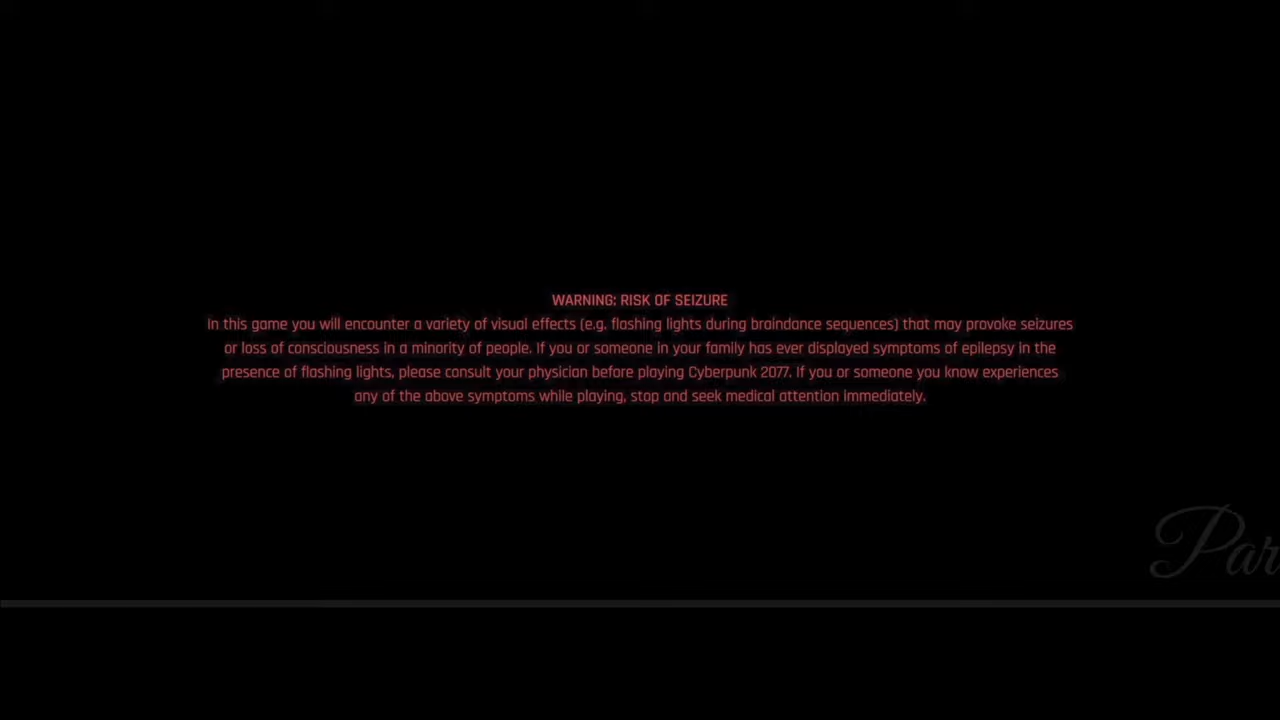 WARNING: RISK OF SEIZURE
In this game you will encounter a variety of visual effects (e.g. flashing lights during braindance sequences) that may provoke seizures
or loss of consciousness in a minority of people. If you or someone in your family has ever displayed symptoms of epilepsy in the
presence of flashing lights, please consult your physician before playing Cyberpunk 2077. If you or someone you know experiences
any of the above symptoms while playing, stop and seek medical attention immediately.
Par